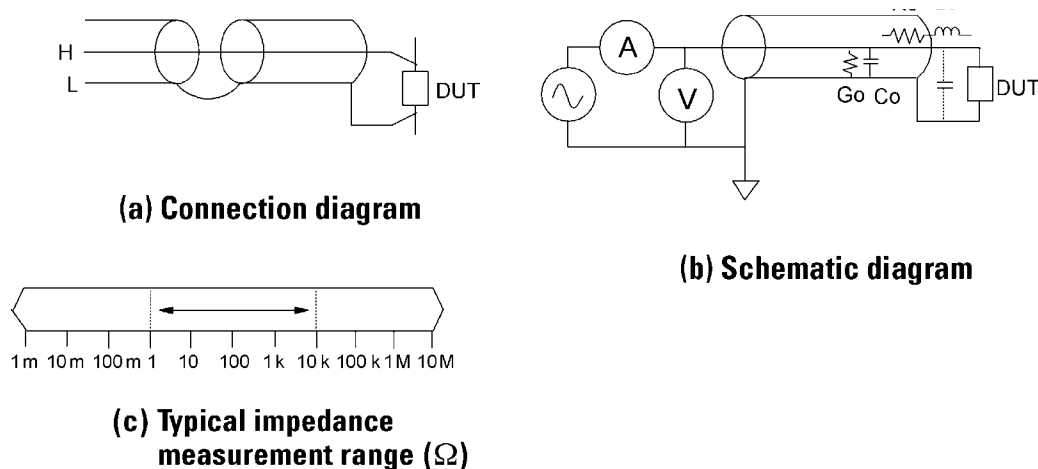 H
L
DUT
(a) Connection diagram
A
V
Go Co
DUT
(b) Schematic diagram
1m 10m 100m 1 10 100 1k 10k 100k 1M 10M
(c) Typical impedance
measurement range (Ω)